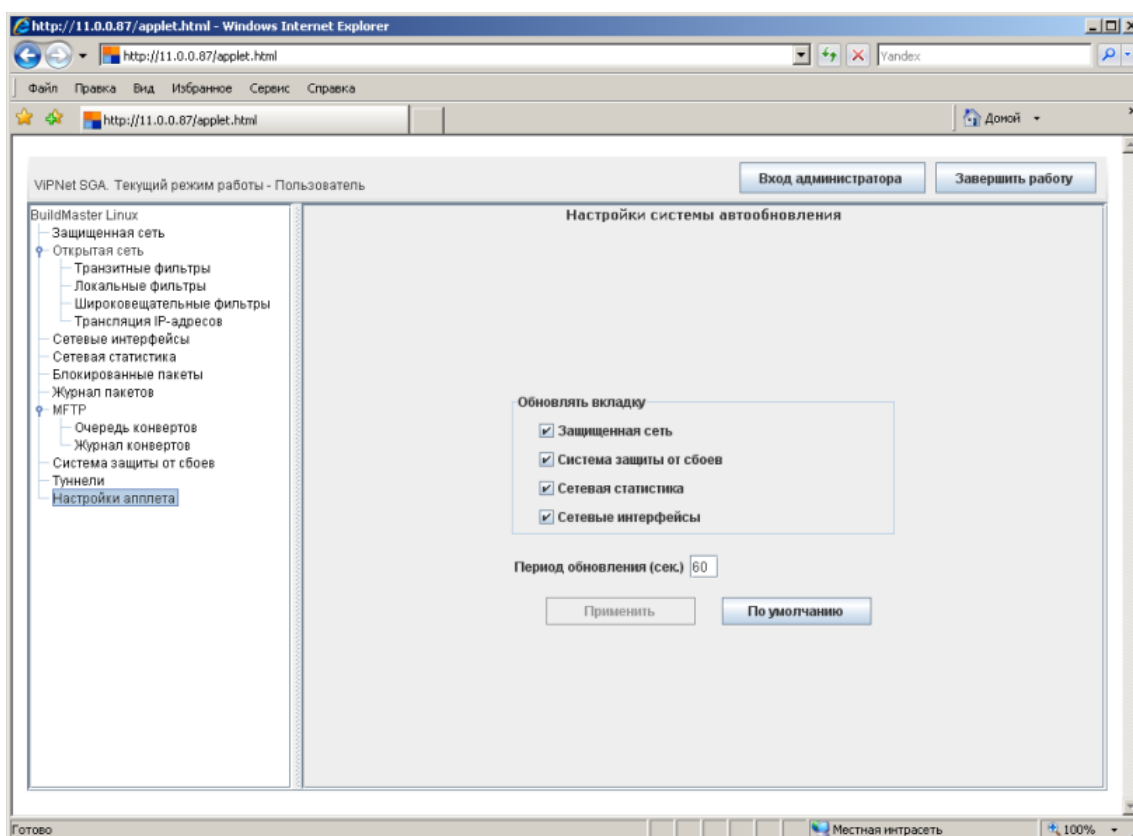 http://11.0.0.87/applet.html - Windows Internet Explorer
http://11.0.0.87/applet.html
Yandex
Файл Правка Вид Избранное Сервис Справка
http://11.0.0.87/applet.html
Домой
ViPNet SGA. Текущий режим работы - Пользователь
Вход администратора
Завершить работу
BuildMaster Linux
Защищенная сеть
Открытая сеть
Транзитные фильтры
Локальные фильтры
Широковещательные фильтры
Трансляция IP-адресов
Сетевые интерфейсы
Сетевая статистика
Блокированные пакеты
Журнал пакетов
MFTP
Очередь конвертов
Журнал конвертов
Система защиты от сбоев
Туннели
Настройки апплета
Настройки системы автообновления
Обновлять вкладку
Защищенная сеть
Система защиты от сбоев
Сетевая статистика
Сетевые интерфейсы
Период обновления (сек.) 60
Применить
По умолчанию
Готово
Местная интрасеть
100%